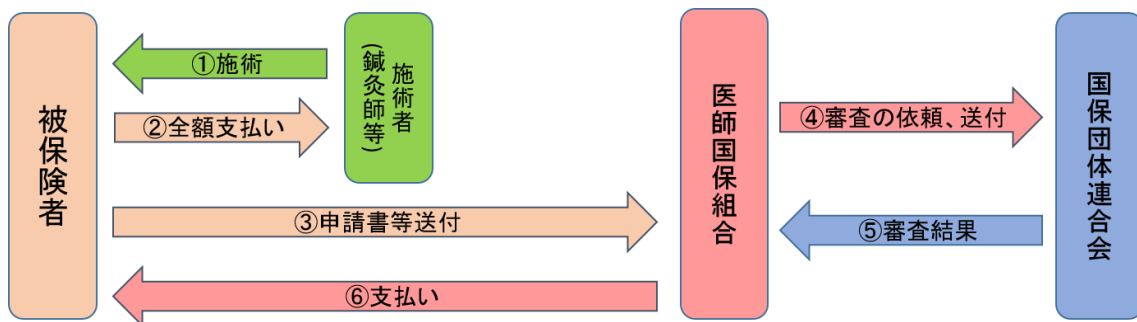 被保険者
①施術
②全額支払い
施術者
(鍼灸師等)
③申請書等送付
⑥支払い
医師国保組合
④審査の依頼、送付
⑤審査結果
国保団体連合会